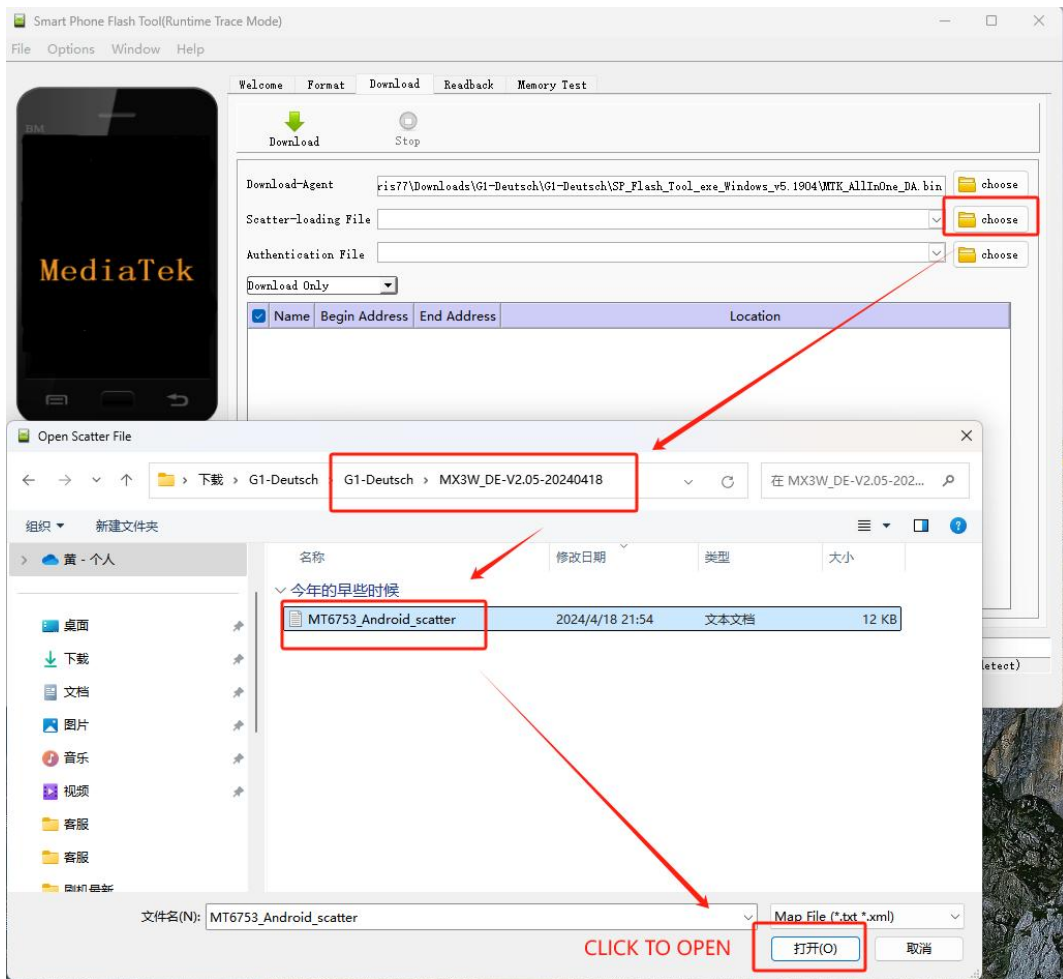 Smart Phone Flash Tool(Runtime Trace Mode)
File Options Window Help
Welcome Format Download Readback Memory Test
BM
Download Stop
Download-Agent ris77\Downloads\G1-Deutsch\G1-Deutsch\SP_Flash_Tool_exe_Windows_v5.1904\MTK_AllInOne_DA.bin choose
Scatter-loading File choose
Authentication File choose
MediaTek
Download Only
Name Begin Address End Address Location
Open Scatter File
下载 › G1-Deutsch G1-Deutsch › MX3W_DE-V2.05-20240418 在 MX3W_DE-V2.05-202...
组织 新建文件夹
黄 - 个人
名称 修改日期 类型 大小
今年的早些时候
MT6753_Android_scatter 2024/4/18 21:54 文本文档 12 KB
桌面
下载
文档
图片
音乐
视频
客服
客服
刷机最新
etect)
文件名(N): MT6753_Android_scatter Map File (*.txt *.xml)
CLICK TO OPEN 打开(O) 取消